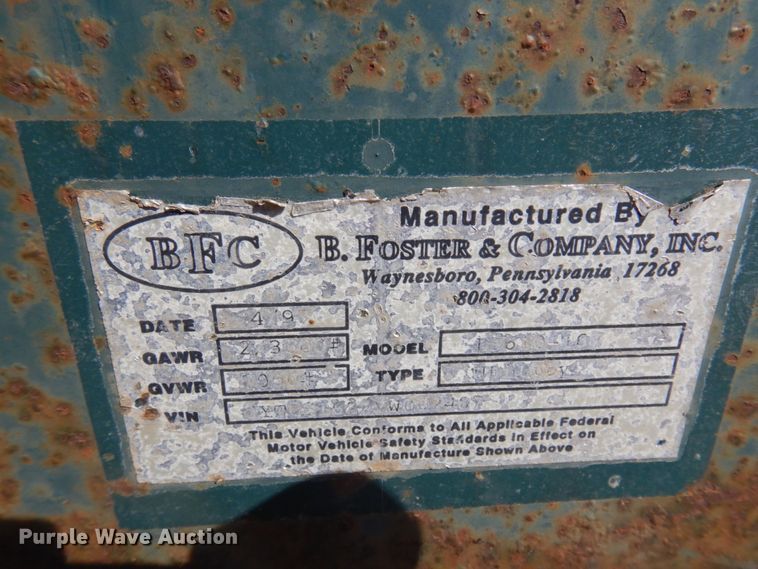 Manufactured By
BFC
B. FOSTER & COMPANY, INC.
Waynesboro, Pennsylvania 17268
800-304-2818
DATE
GAWR
MODEL
GVWR
TYPE
VIN
This Vehicle Conforms to All Applicable Federal
Motor Vehicle Safety Standards in Effect on
the Date of Manufacture Shown Above
Purple Wave Auction